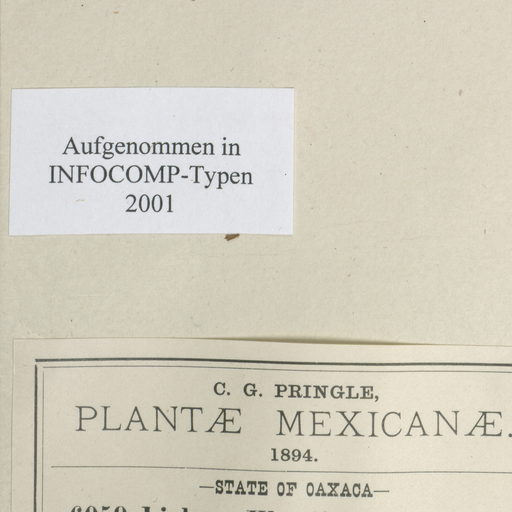 Aufgenommen in
INFOCOMP-Typen
2001
C. G. PRINGLE,
PLANTÆ MEXICANÆ.
1894.
—STATE OF OAXACA—